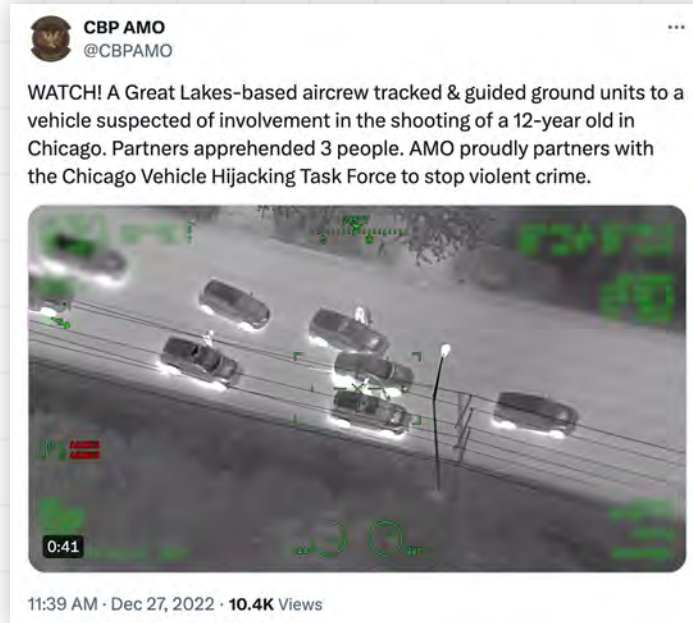 CBP AMO
@CBPAMO
WATCH! A Great Lakes-based aircrew tracked & guided ground units to a
vehicle suspected of involvement in the shooting of a 12-year old in
Chicago. Partners apprehended 3 people. AMO proudly partners with
the Chicago Vehicle Hijacking Task Force to stop violent crime.
0:41
11:39 AM · Dec 27, 2022 · 10.4K Views